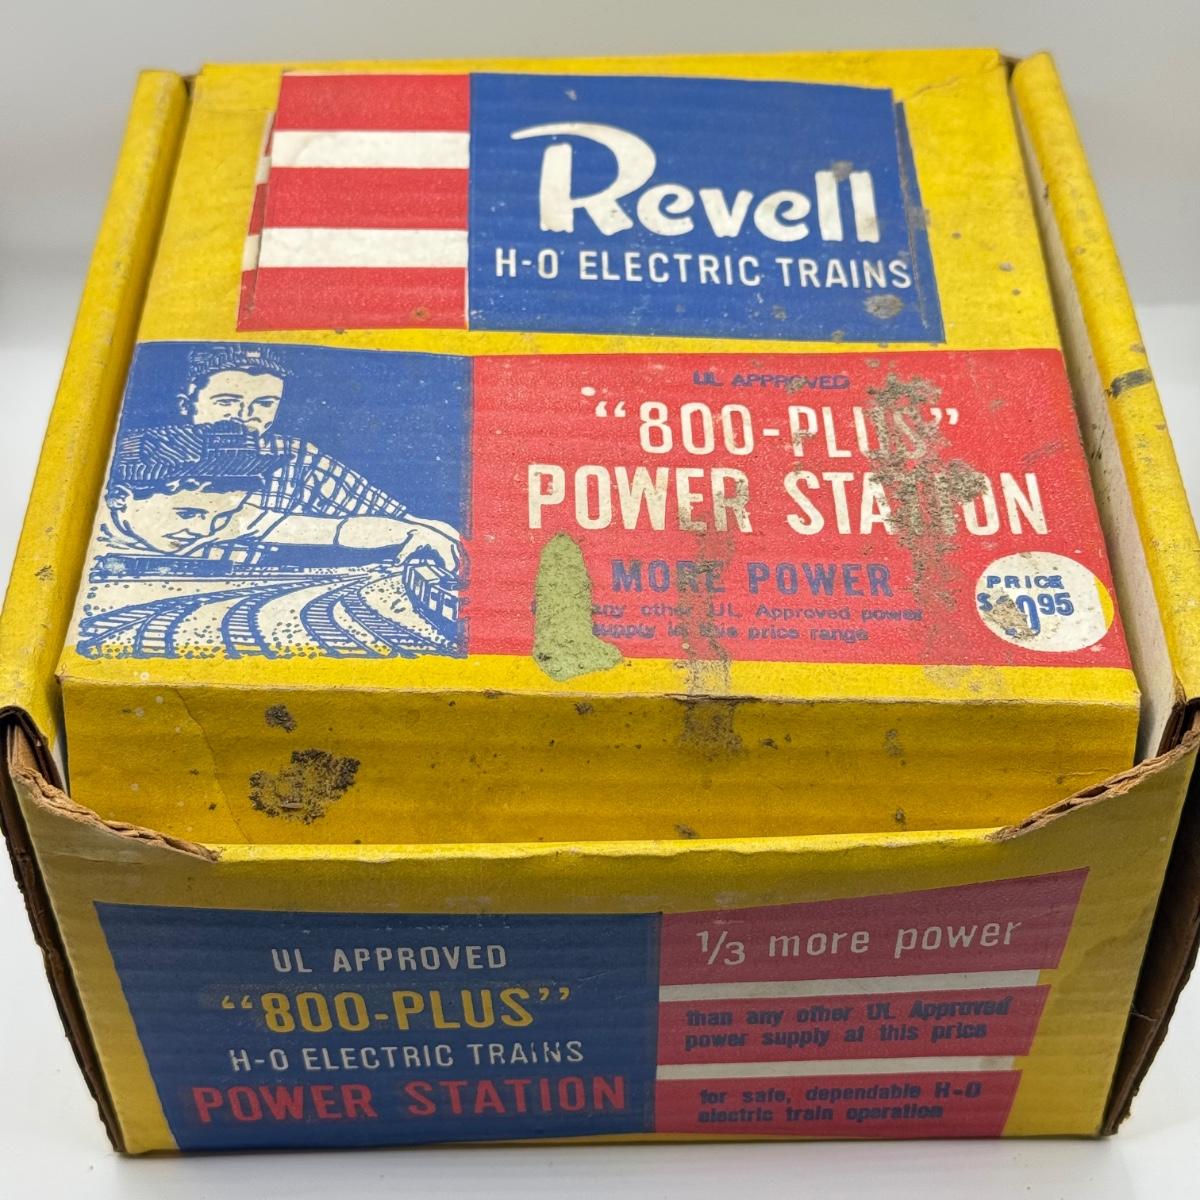 Revell
H-O ELECTRIC TRAINS
UL APPROVED
“800-PLUS”
POWER STATION
MORE POWER
any other UL Approved power
supply in this price range
PRICE
95
UL APPROVED
“800-PLUS”
H-O ELECTRIC TRAINS
POWER STATION
1/3 more power
than any other UL Approved
power supply at this price
for safe, dependable H-O
electric train operation